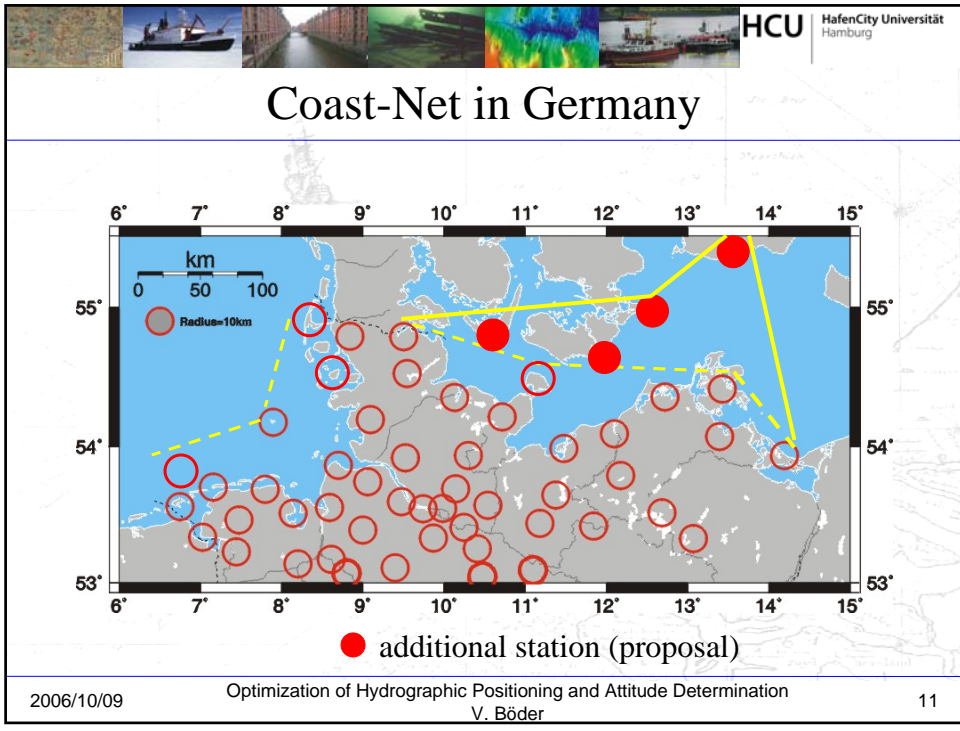 HCU HafenCity Universität
Hamburg
Coast-Net in Germany
6° 7° 8° 9° 10° 11° 12° 13° 14° 15°
km
0 50 100
Radius=10km
55° 55°
54° 54°
53° 53°
6° 7° 8° 9° 10° 11° 12° 13° 14° 15°
additional station (proposal)
2006/10/09 Optimization of Hydrographic Positioning and Attitude Determination 11
V. Böder